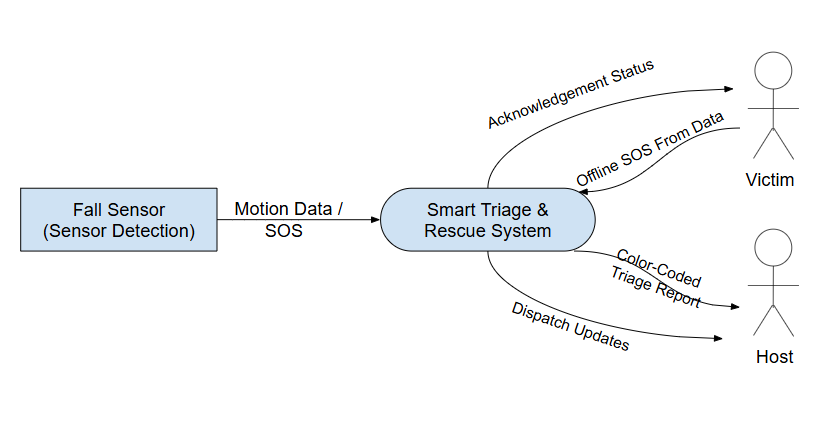 Acknowledgement Status
Offline SOS From Data
Victim
Fall Sensor
(Sensor Detection)
Motion Data /
SOS
Smart Triage &
Rescue System
Color-Coded
Triage Report
Dispatch Updates
Host